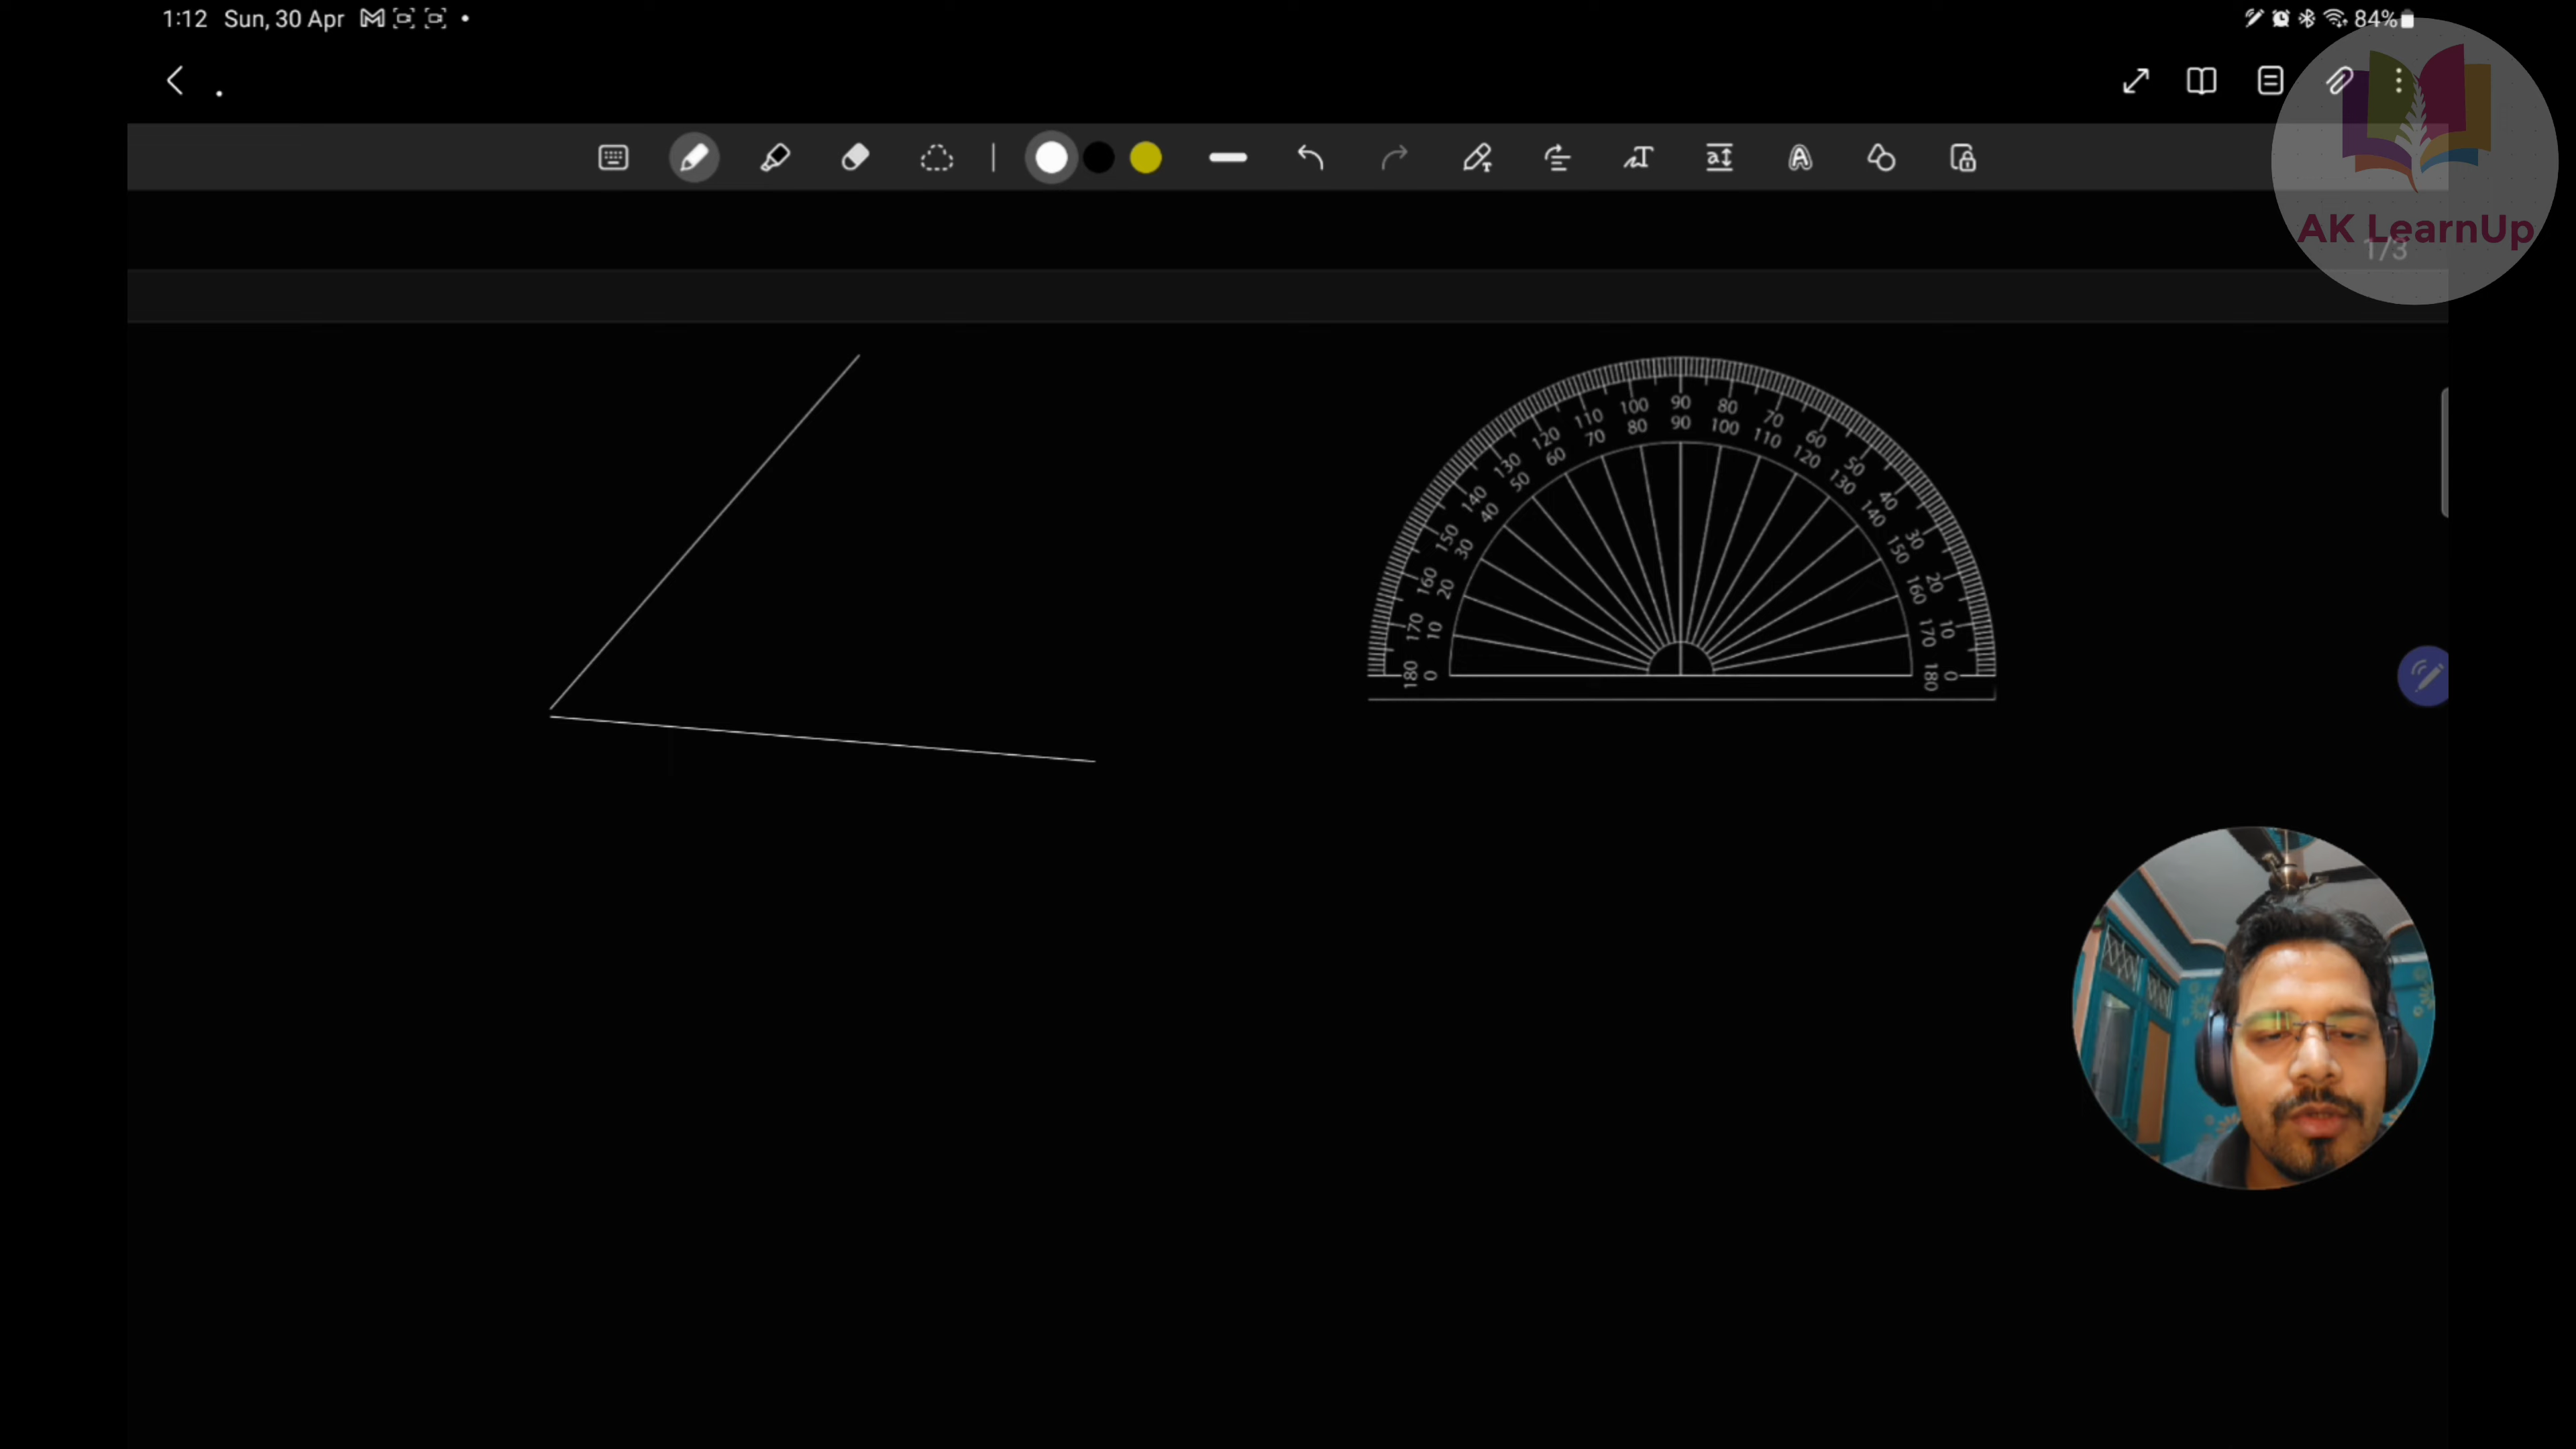 1:12 Sun, 30 Apr
84%
AK LearnUp
1/3
180 170 160 150 140 130 120 110 100 90 80 70 60 50 40 30 20 10 0
0 10 20 30 40 50 60 70 80 90 100 110 120 130 140 150 160 170 180